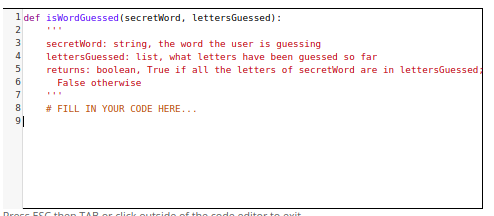 1 def isWordGuessed(secretWord, lettersGuessed):
2 '''
3 secretWord: string, the word the user is guessing
4 lettersGuessed: list, what letters have been guessed so far
5 returns: boolean, True if all the letters of secretWord are in lettersGuessed;
6 False otherwise
7 '''
8 # FILL IN YOUR CODE HERE...
9
Press ESC then TAB or click outside of the code editor to exit